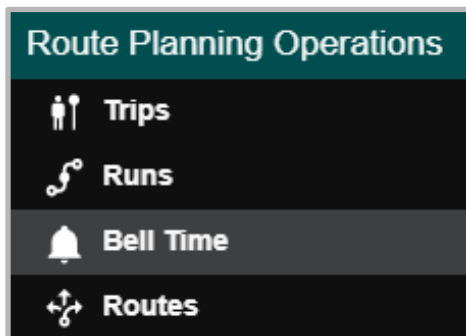 Route Planning Operations
Trips
Runs
Bell Time
Routes